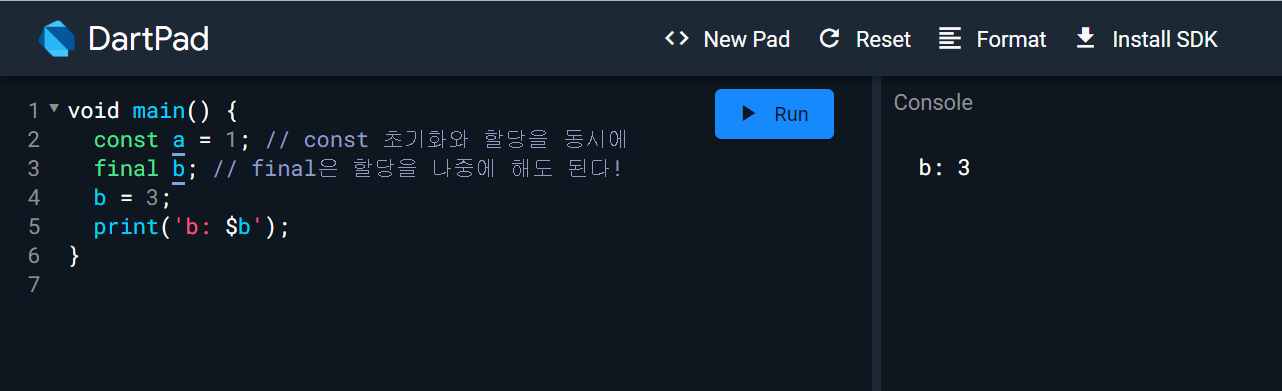 DartPad
New Pad
Reset
Format
Install SDK
1 void main() {
2 const a = 1; // const 초기화와 할당을 동시에
3 final b; // final은 할당을 나중에 해도 된다!
4 b = 3;
5 print('b: $b');
6 }
7
Run
Console
b: 3